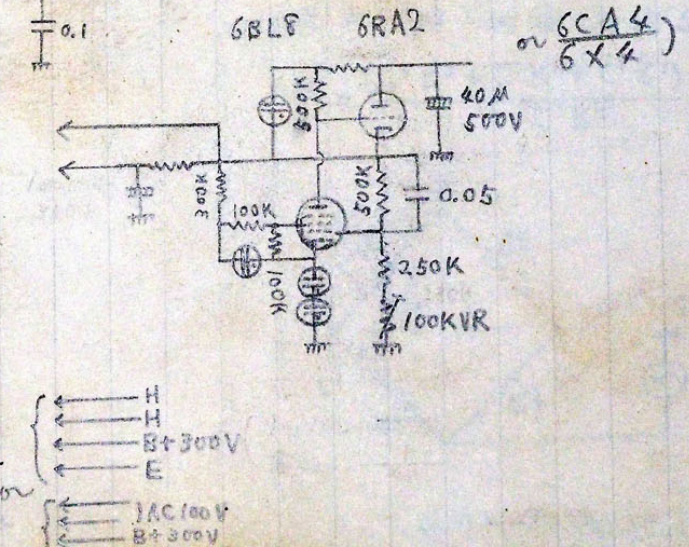 0.1
6BL8 6RA2 or 6CA4
6X4 )
500K
40M
500V
300K
500K
0.05
100K
100K
250K
100KVR
H
H
B+300V
E
or
AC100V
B+300V